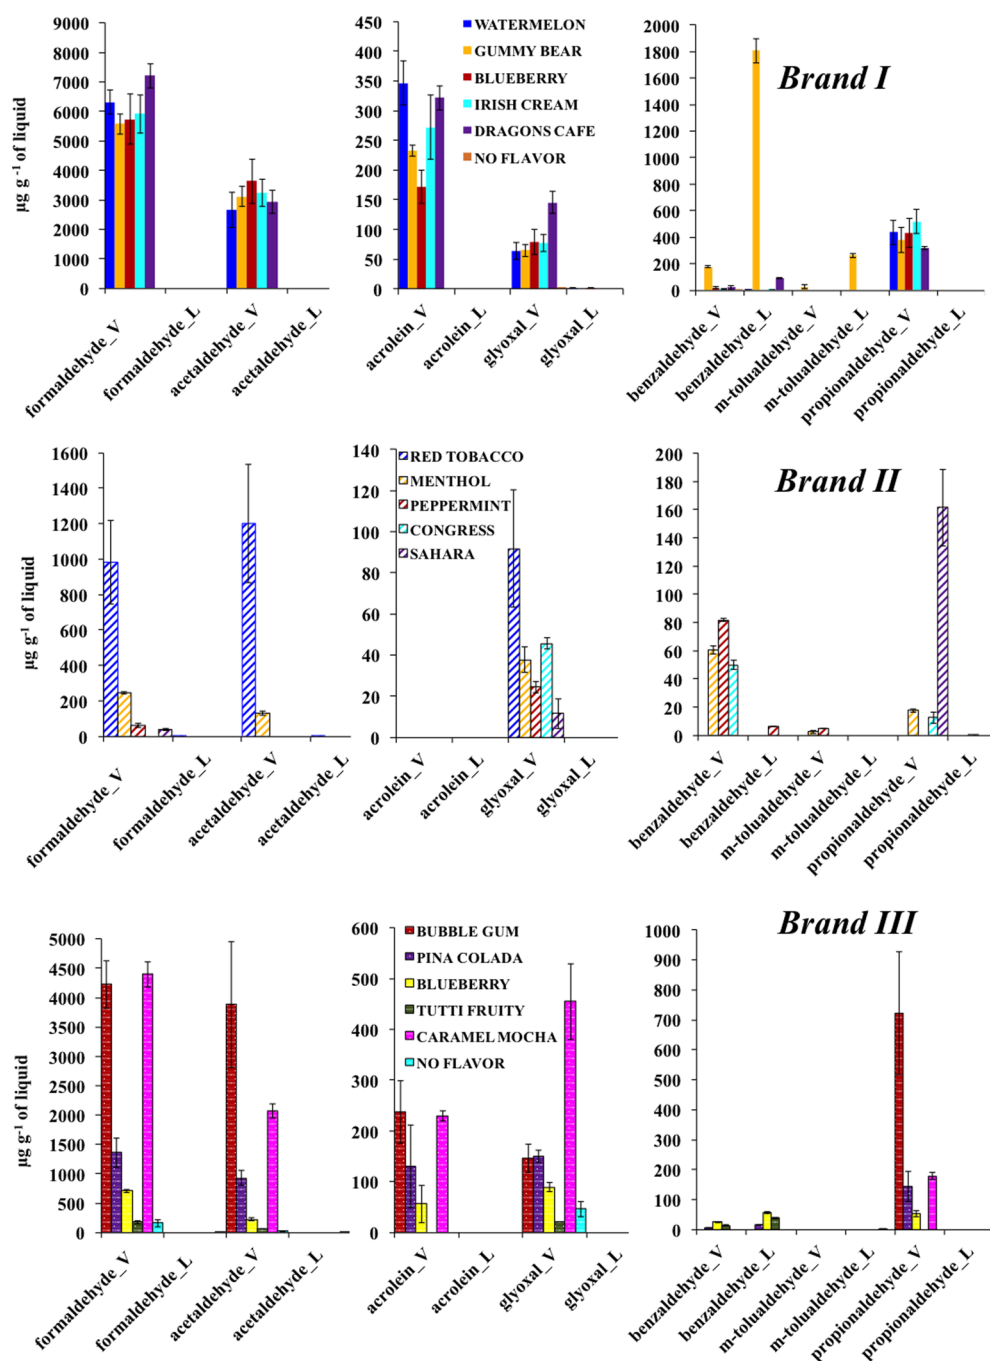 Brand I
µg g-1 of liquid
9000
8000
7000
6000
5000
4000
3000
2000
1000
0
formaldehyde_V
formaldehyde_L
acetaldehyde_V
acetaldehyde_L
450
400
350
300
250
200
150
100
50
0
WATERMELON
GUMMY BEAR
BLUEBERRY
IRISH CREAM
DRAGONS CAFE
NO FLAVOR
acrolein_V
acrolein_L
glyoxal_V
glyoxal_L
2000
1800
1600
1400
1200
1000
800
600
400
200
0
benzaldehyde_V
benzaldehyde_L
m-tolualdehyde_V
m-tolualdehyde_L
propionaldehyde_V
propionaldehyde_L
Brand II
µg g-1 of liquid
1600
1400
1200
1000
800
600
400
200
0
formaldehyde_V
formaldehyde_L
acetaldehyde_V
acetaldehyde_L
140
120
100
80
60
40
20
0
RED TOBACCO
MENTHOL
PEPPERMINT
CONGRESS
SAHARA
acrolein_V
acrolein_L
glyoxal_V
glyoxal_L
200
180
160
140
120
100
80
60
40
20
0
benzaldehyde_V
benzaldehyde_L
m-tolualdehyde_V
m-tolualdehyde_L
propionaldehyde_V
propionaldehyde_L
Brand III
µg g-1 of liquid
5000
4500
4000
3500
3000
2500
2000
1500
1000
500
0
formaldehyde_V
formaldehyde_L
acetaldehyde_V
acetaldehyde_L
600
500
400
300
200
100
0
BUBBLE GUM
PINA COLADA
BLUEBERRY
TUTTI FRUITY
CARAMEL MOCHA
NO FLAVOR
acrolein_V
acrolein_L
glyoxal_V
glyoxal_L
1000
900
800
700
600
500
400
300
200
100
0
benzaldehyde_V
benzaldehyde_L
m-tolualdehyde_V
m-tolualdehyde_L
propionaldehyde_V
propionaldehyde_L